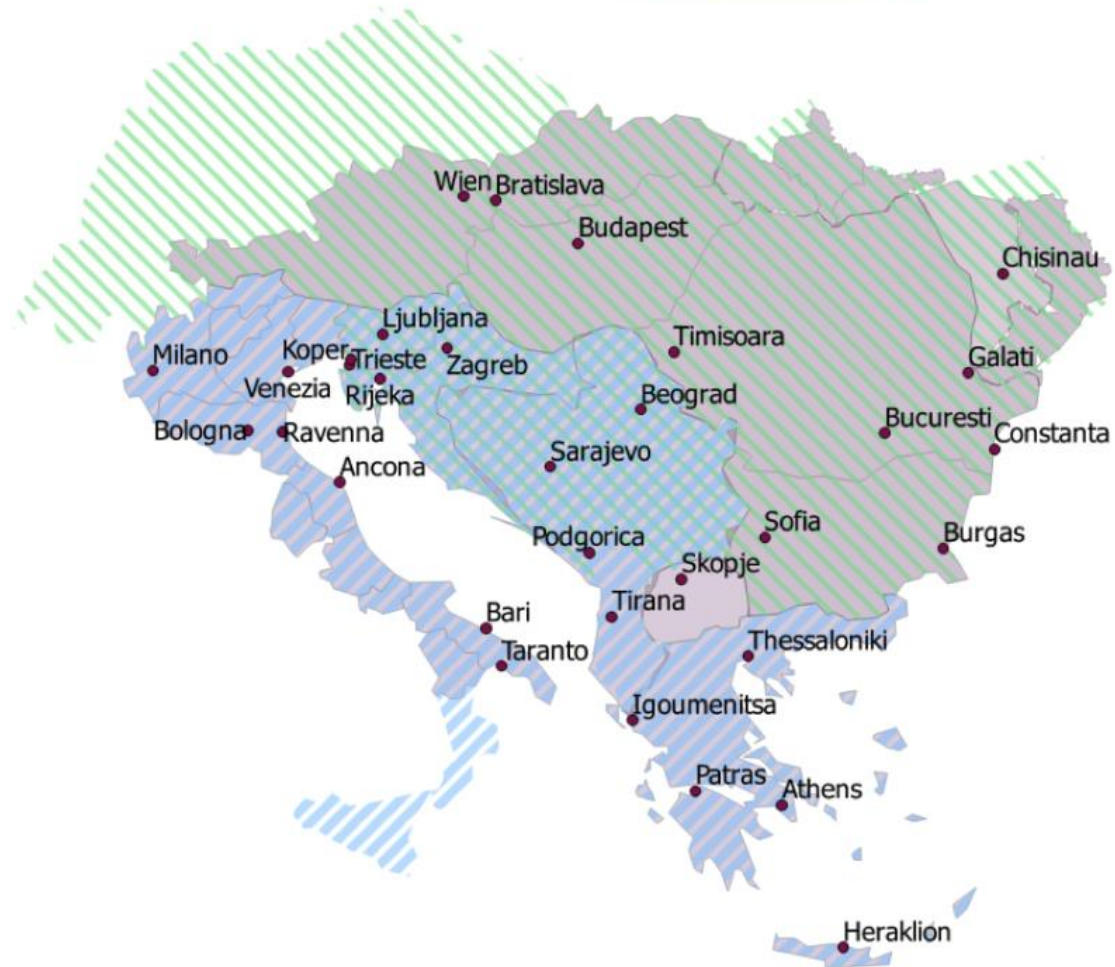 Wien
Bratislava
Budapest
Chisinau
Ljubljana
Timisoara
Milano
Koper
Trieste
Zagreb
Galati
Venezia
Rijeka
Beograd
Bologna
Ravenna
Bucuresti
Constanta
Ancona
Sarajevo
Podgorica
Sofia
Burgas
Skopje
Tirana
Bari
Thessaloniki
Taranto
Igoumenitsa
Patras
Athens
Heraklion